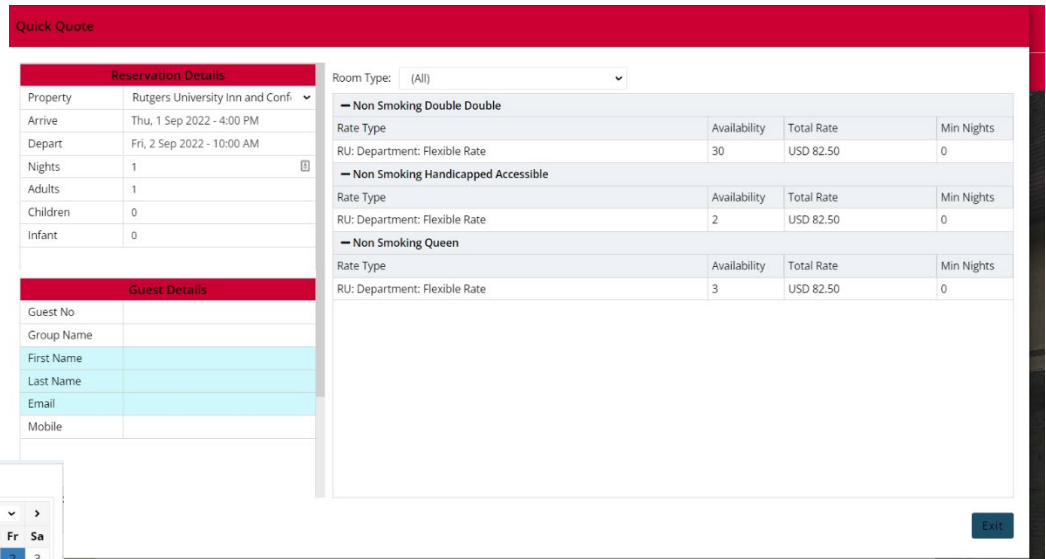 Quick Quote
Reservation Details
Property Rutgers University Inn and Conf
Arrive Thu, 1 Sep 2022 - 4:00 PM
Depart Fri, 2 Sep 2022 - 10:00 AM
Nights 1
Adults 1
Children 0
Infant 0
Guest Details
Guest No
Group Name
First Name
Last Name
Email
Mobile
Fr Sa
2 3
Room Type: (All)
Non Smoking Double Double
Rate Type Availability Total Rate Min Nights
RU: Department: Flexible Rate 30 USD 82.50 0
Non Smoking Handicapped Accessible
Rate Type Availability Total Rate Min Nights
RU: Department: Flexible Rate 2 USD 82.50 0
Non Smoking Queen
Rate Type Availability Total Rate Min Nights
RU: Department: Flexible Rate 3 USD 82.50 0
Exit